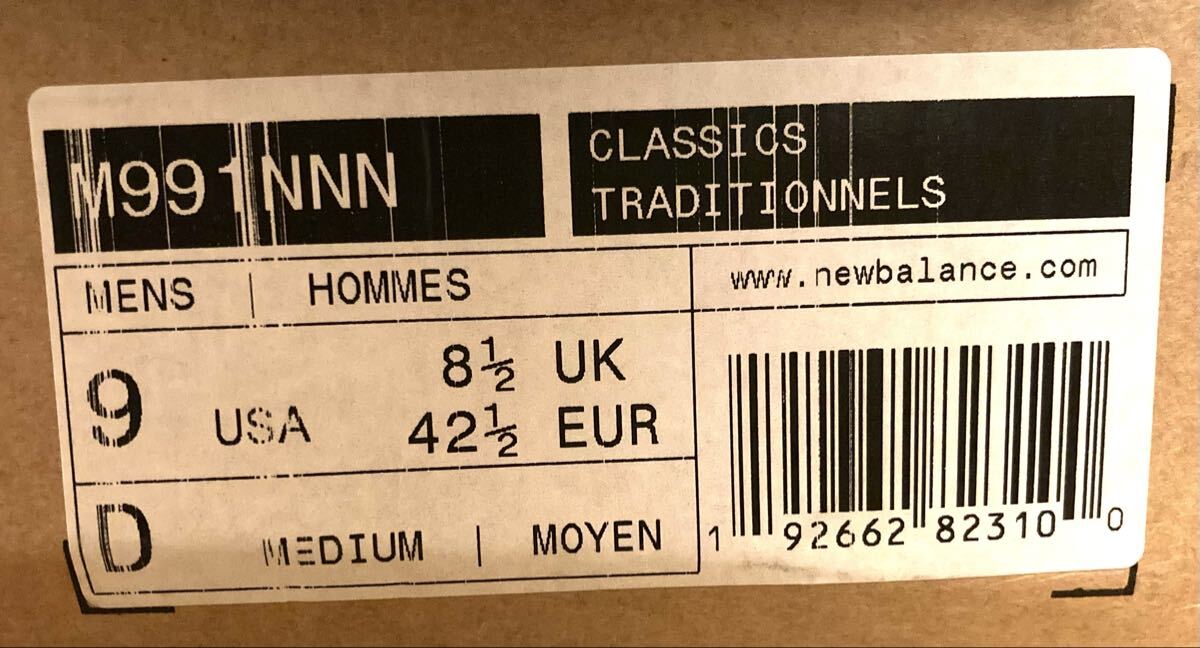 M991NNN
CLASSICS
TRADITIONNELS
MENS | HOMMES
www.newbalance.com
9 USA
8½ UK
42½ EUR
D MEDIUM | MOYEN
1 92662 82310 0